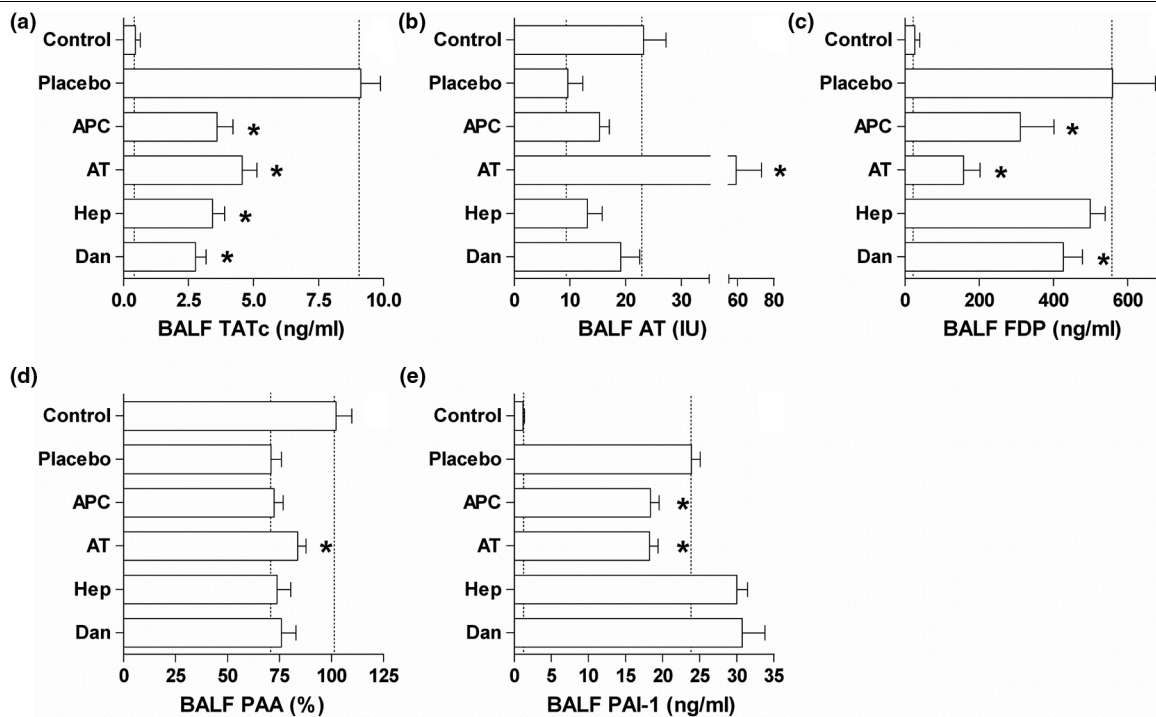 (a)
Control
Placebo
APC
*
AT
*
Hep
*
Dan
*
0.0 2.5 5.0 7.5 10.0
BALF TATc (ng/ml)
(b)
Control
Placebo
APC
AT
*
Hep
Dan
0 10 20 30 60 80
BALF AT (IU)
(c)
Control
Placebo
APC
*
AT
*
Hep
Dan
*
0 200 400 600
BALF FDP (ng/ml)
(d)
Control
Placebo
APC
AT
*
Hep
Dan
0 25 50 75 100 125
BALF PAA (%)
(e)
Control
Placebo
APC
*
AT
*
Hep
Dan
0 5 10 15 20 25 30 35
BALF PAI-1 (ng/ml)